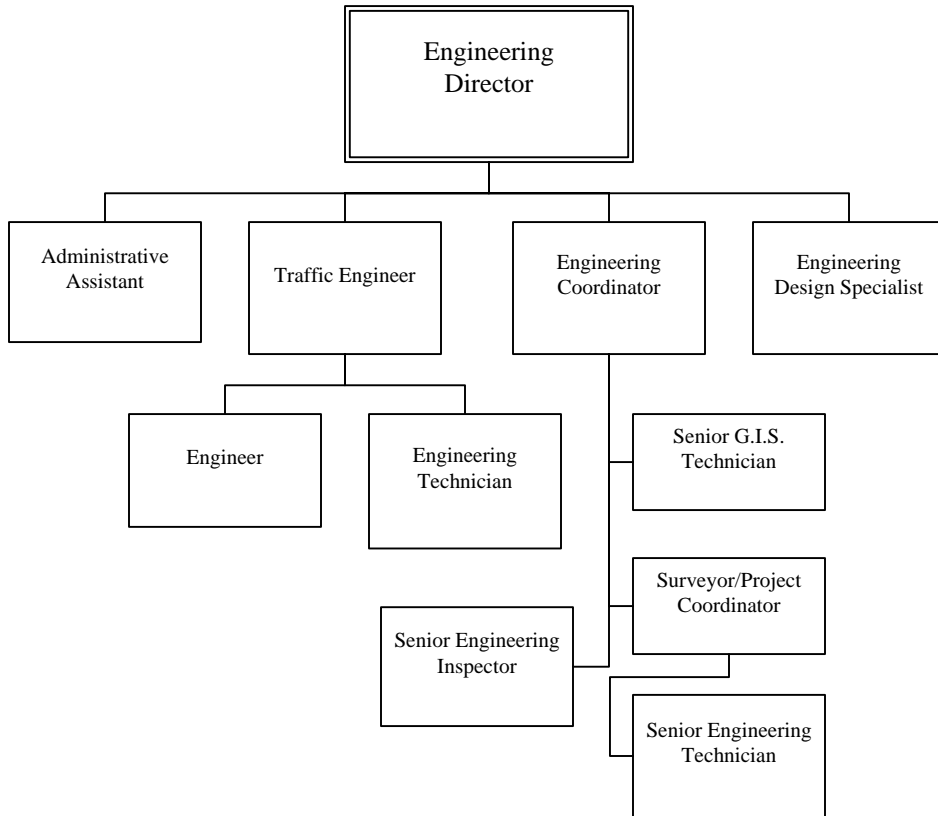 Engineering
Director
Administrative
Assistant
Traffic Engineer
Engineering
Coordinator
Engineering
Design Specialist
Engineer
Engineering
Technician
Senior G.I.S.
Technician
Surveyor/Project
Coordinator
Senior Engineering
Inspector
Senior Engineering
Technician